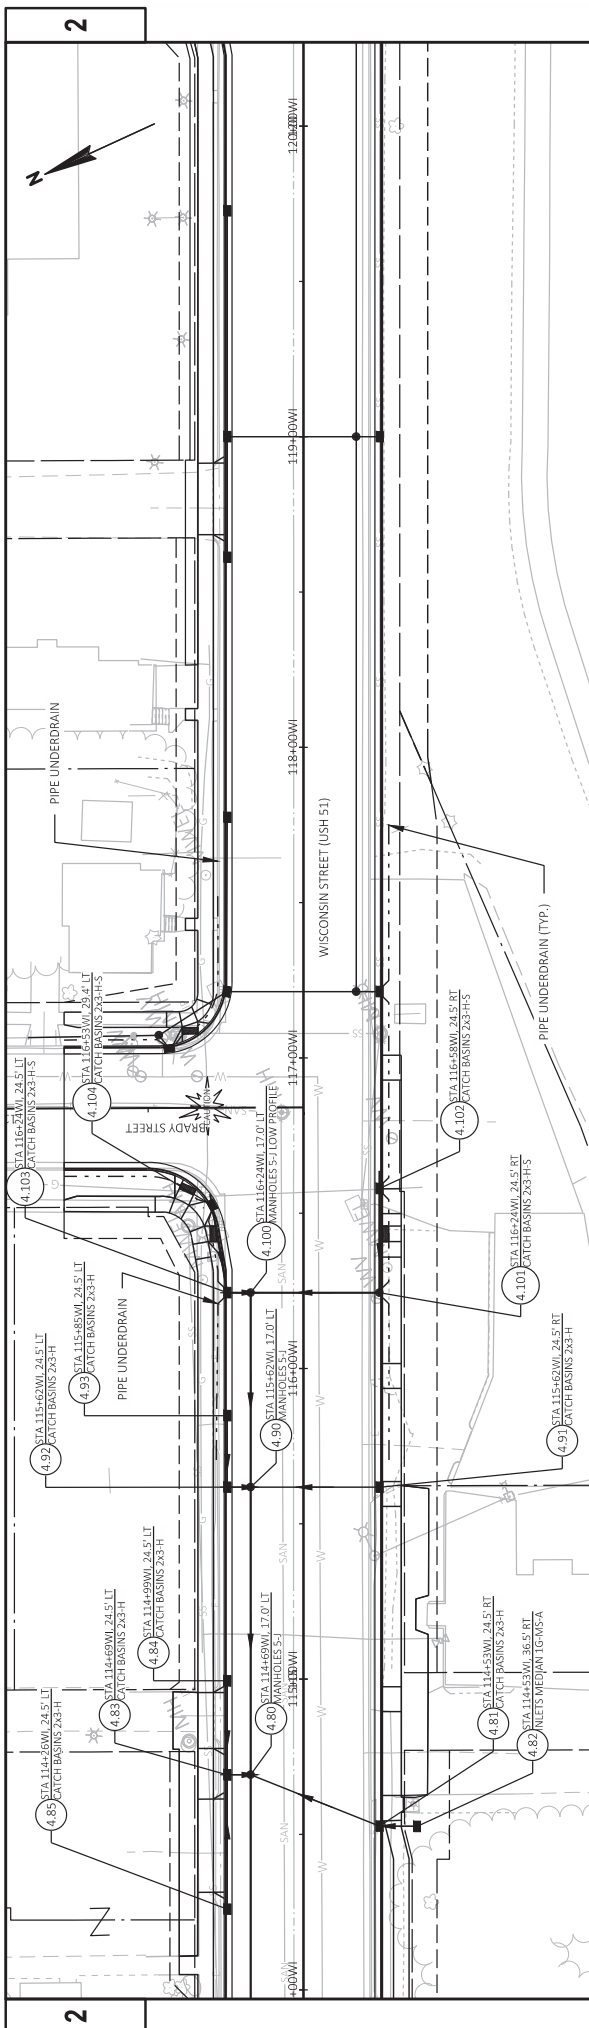 2
N
120+00WI
119+00WI
118+00WI
117+00WI
116+00WI
+00WI
WISCONSIN STREET (USH 51)
BRADY STREET
CAUTION
PIPE UNDERDRAIN
PIPE UNDERDRAIN
PIPE UNDERDRAIN (TYP.)
4.85
STA 114+26WI, 24.5' LT
CATCH BASINS 2x3-H
4.83
STA 114+69WI, 24.5' LT
CATCH BASINS 2x3-H
4.84
STA 114+99WI, 24.5' LT
CATCH BASINS 2x3-H
4.80
STA 114+69WI, 17.0' LT
MANHOLES 5-J
4.81
STA 114+53WI, 24.5' RT
CATCH BASINS 2x3-H
4.82
STA 114+53WI, 36.5' RT
INLETS MEDIAN 1G-MS-A
4.92
STA 115+62WI, 24.5' LT
CATCH BASINS 2x3-H
4.93
STA 115+85WI, 24.5' LT
CATCH BASINS 2x3-H
4.90
STA 115+62WI, 17.0' LT
MANHOLES 5-J
4.91
STA 115+62WI, 24.5' RT
CATCH BASINS 2x3-H
4.103
STA 116+24WI, 24.5' LT
CATCH BASINS 2x3-H-S
4.104
STA 116+53WI, 29.4' LT
CATCH BASINS 2x3-H-S
4.100
STA 116+24WI, 17.0' LT
MANHOLES 5-J LOW PROFILE
4.101
STA 116+24WI, 24.5' RT
CATCH BASINS 2x3-H-S
4.102
STA 116+58WI, 24.5' RT
CATCH BASINS 2x3-H-S
SAN
SAN
SAN
SAN
W
W
W
W
G
G
SS
SS
2